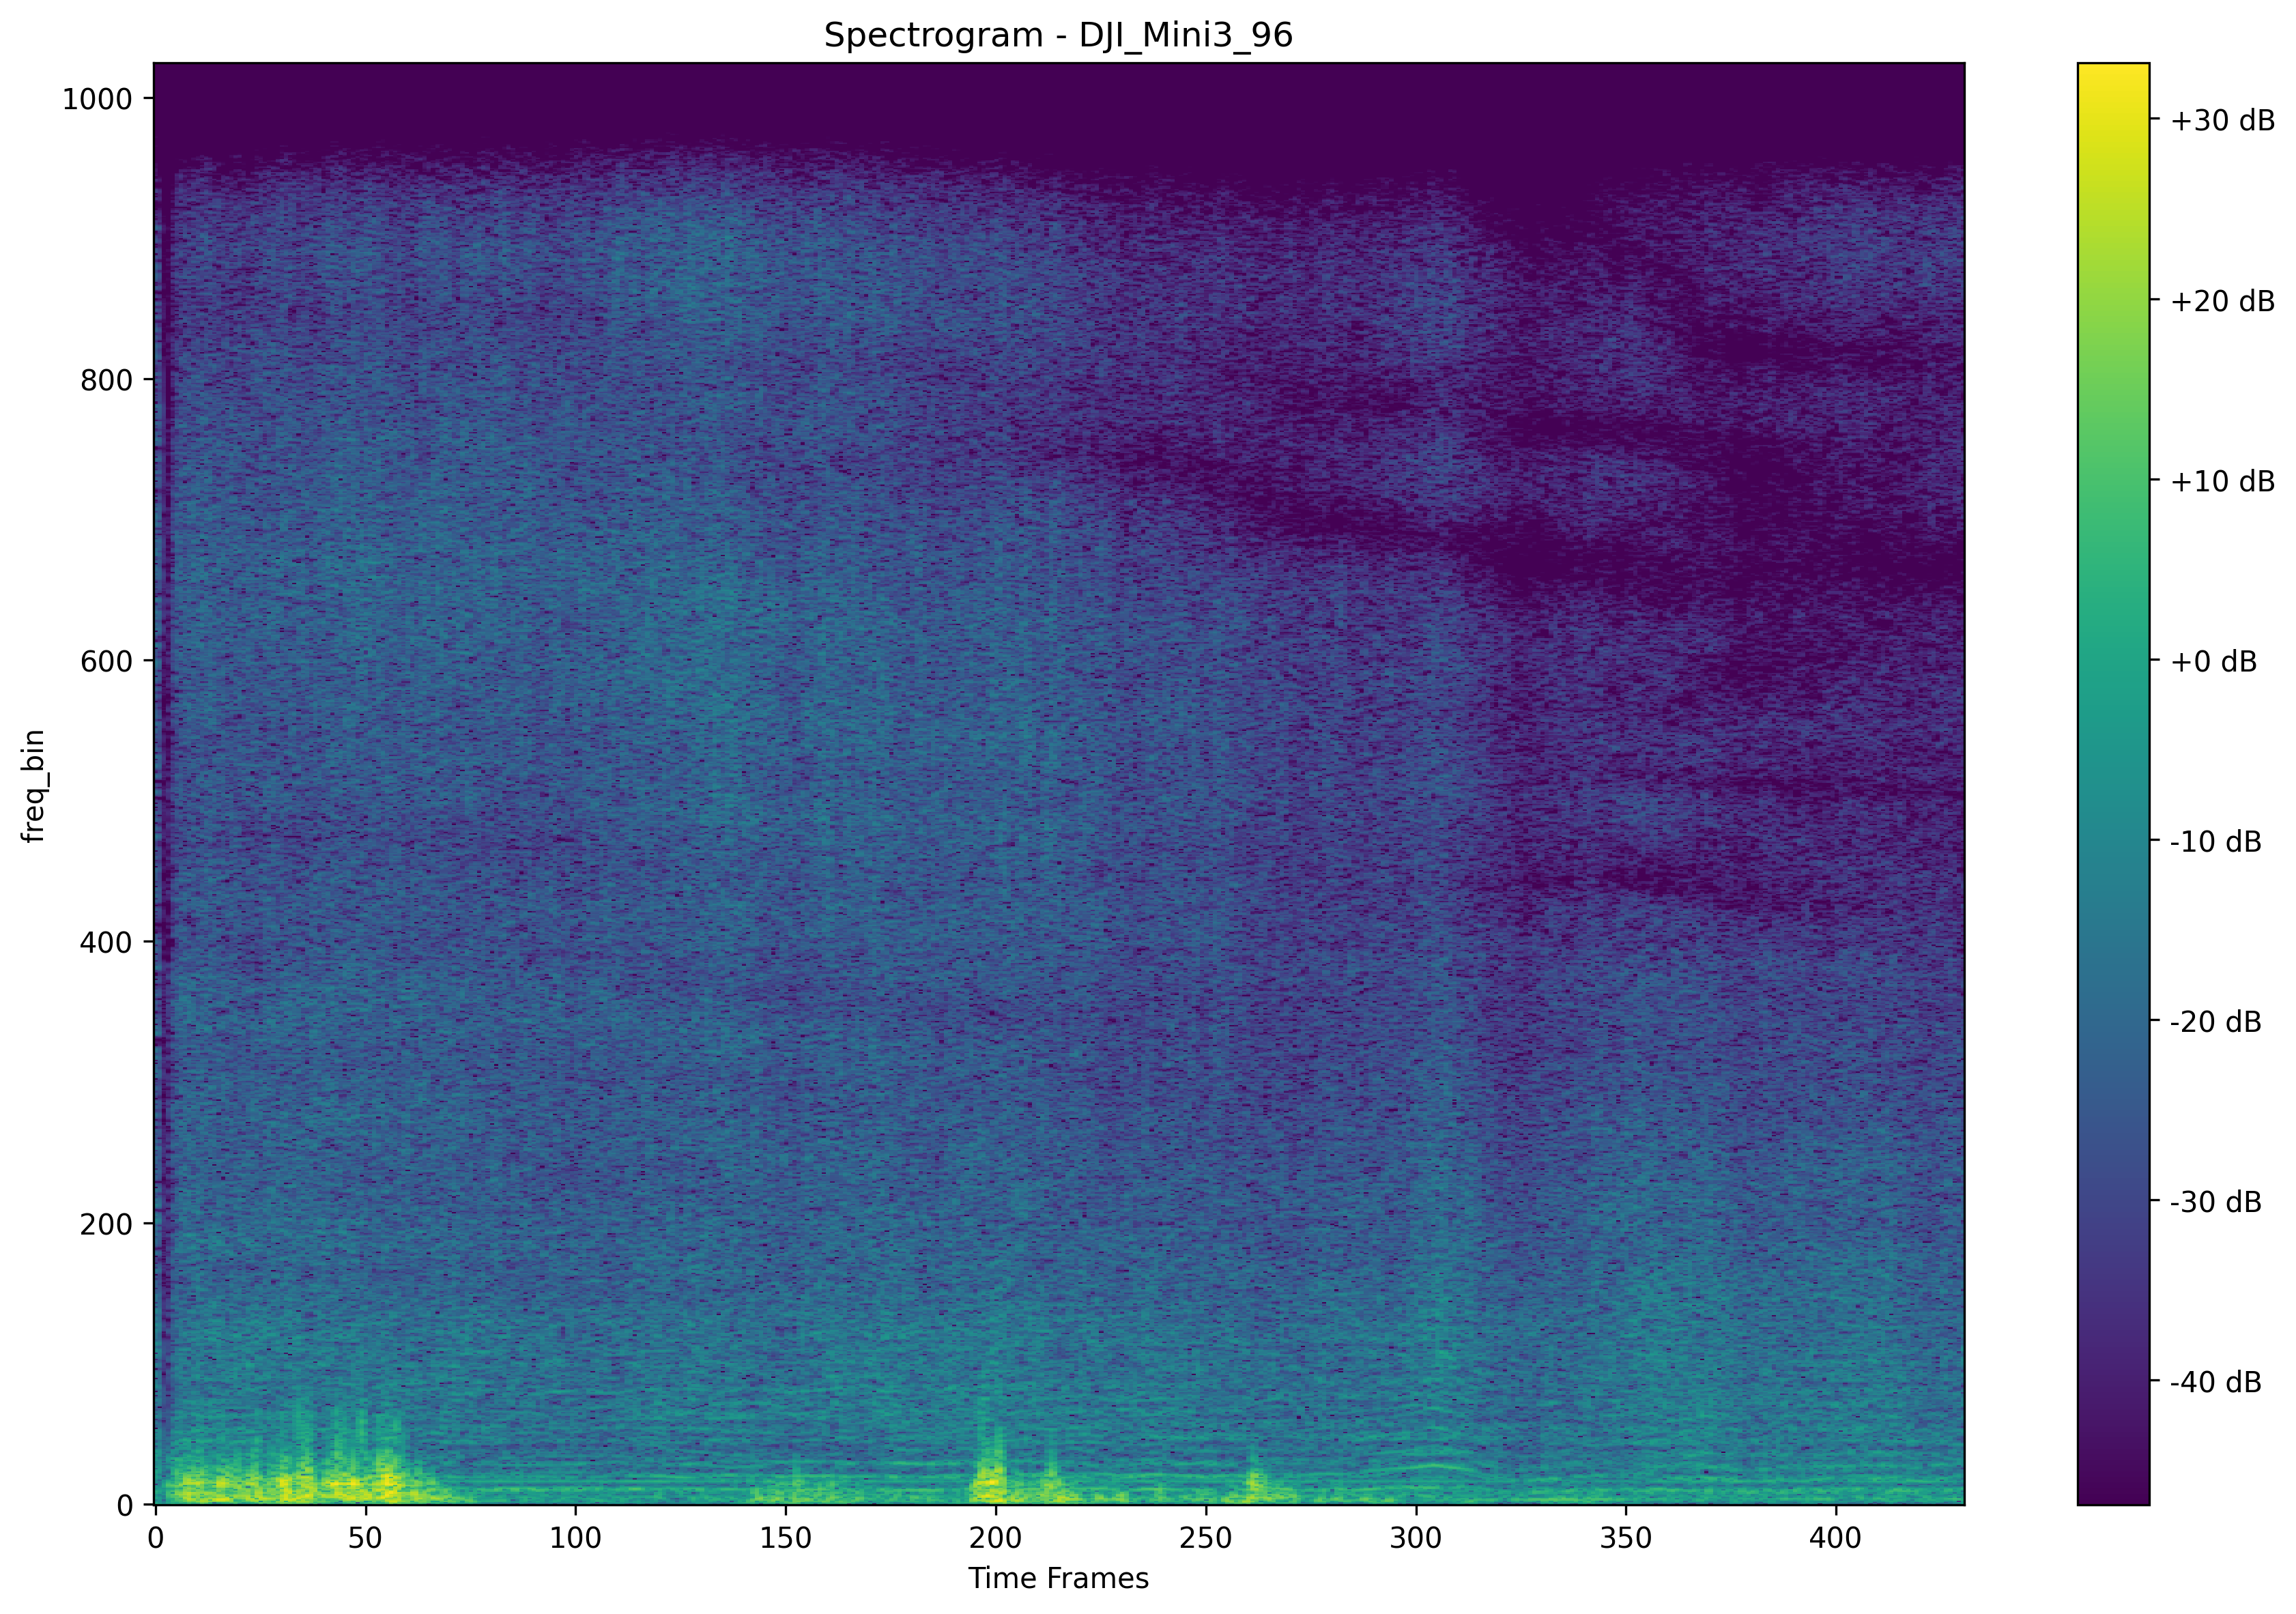 Spectrogram - DJI_Mini3_96
1000
800
600
400
200
0
freq_bin
0 50 100 150 200 250 300 350 400
Time Frames
+30 dB
+20 dB
+10 dB
+0 dB
-10 dB
-20 dB
-30 dB
-40 dB